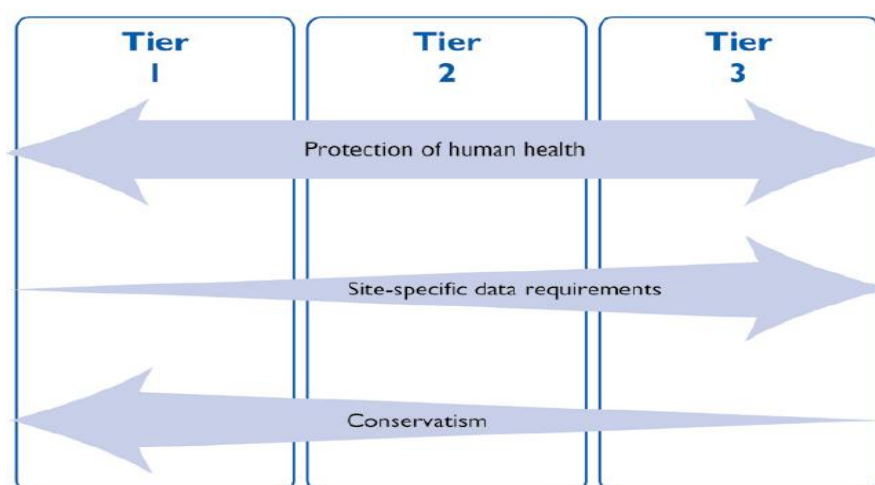 Tier
1
Tier
2
Tier
3
Protection of human health
Site-specific data requirements
Conservatism